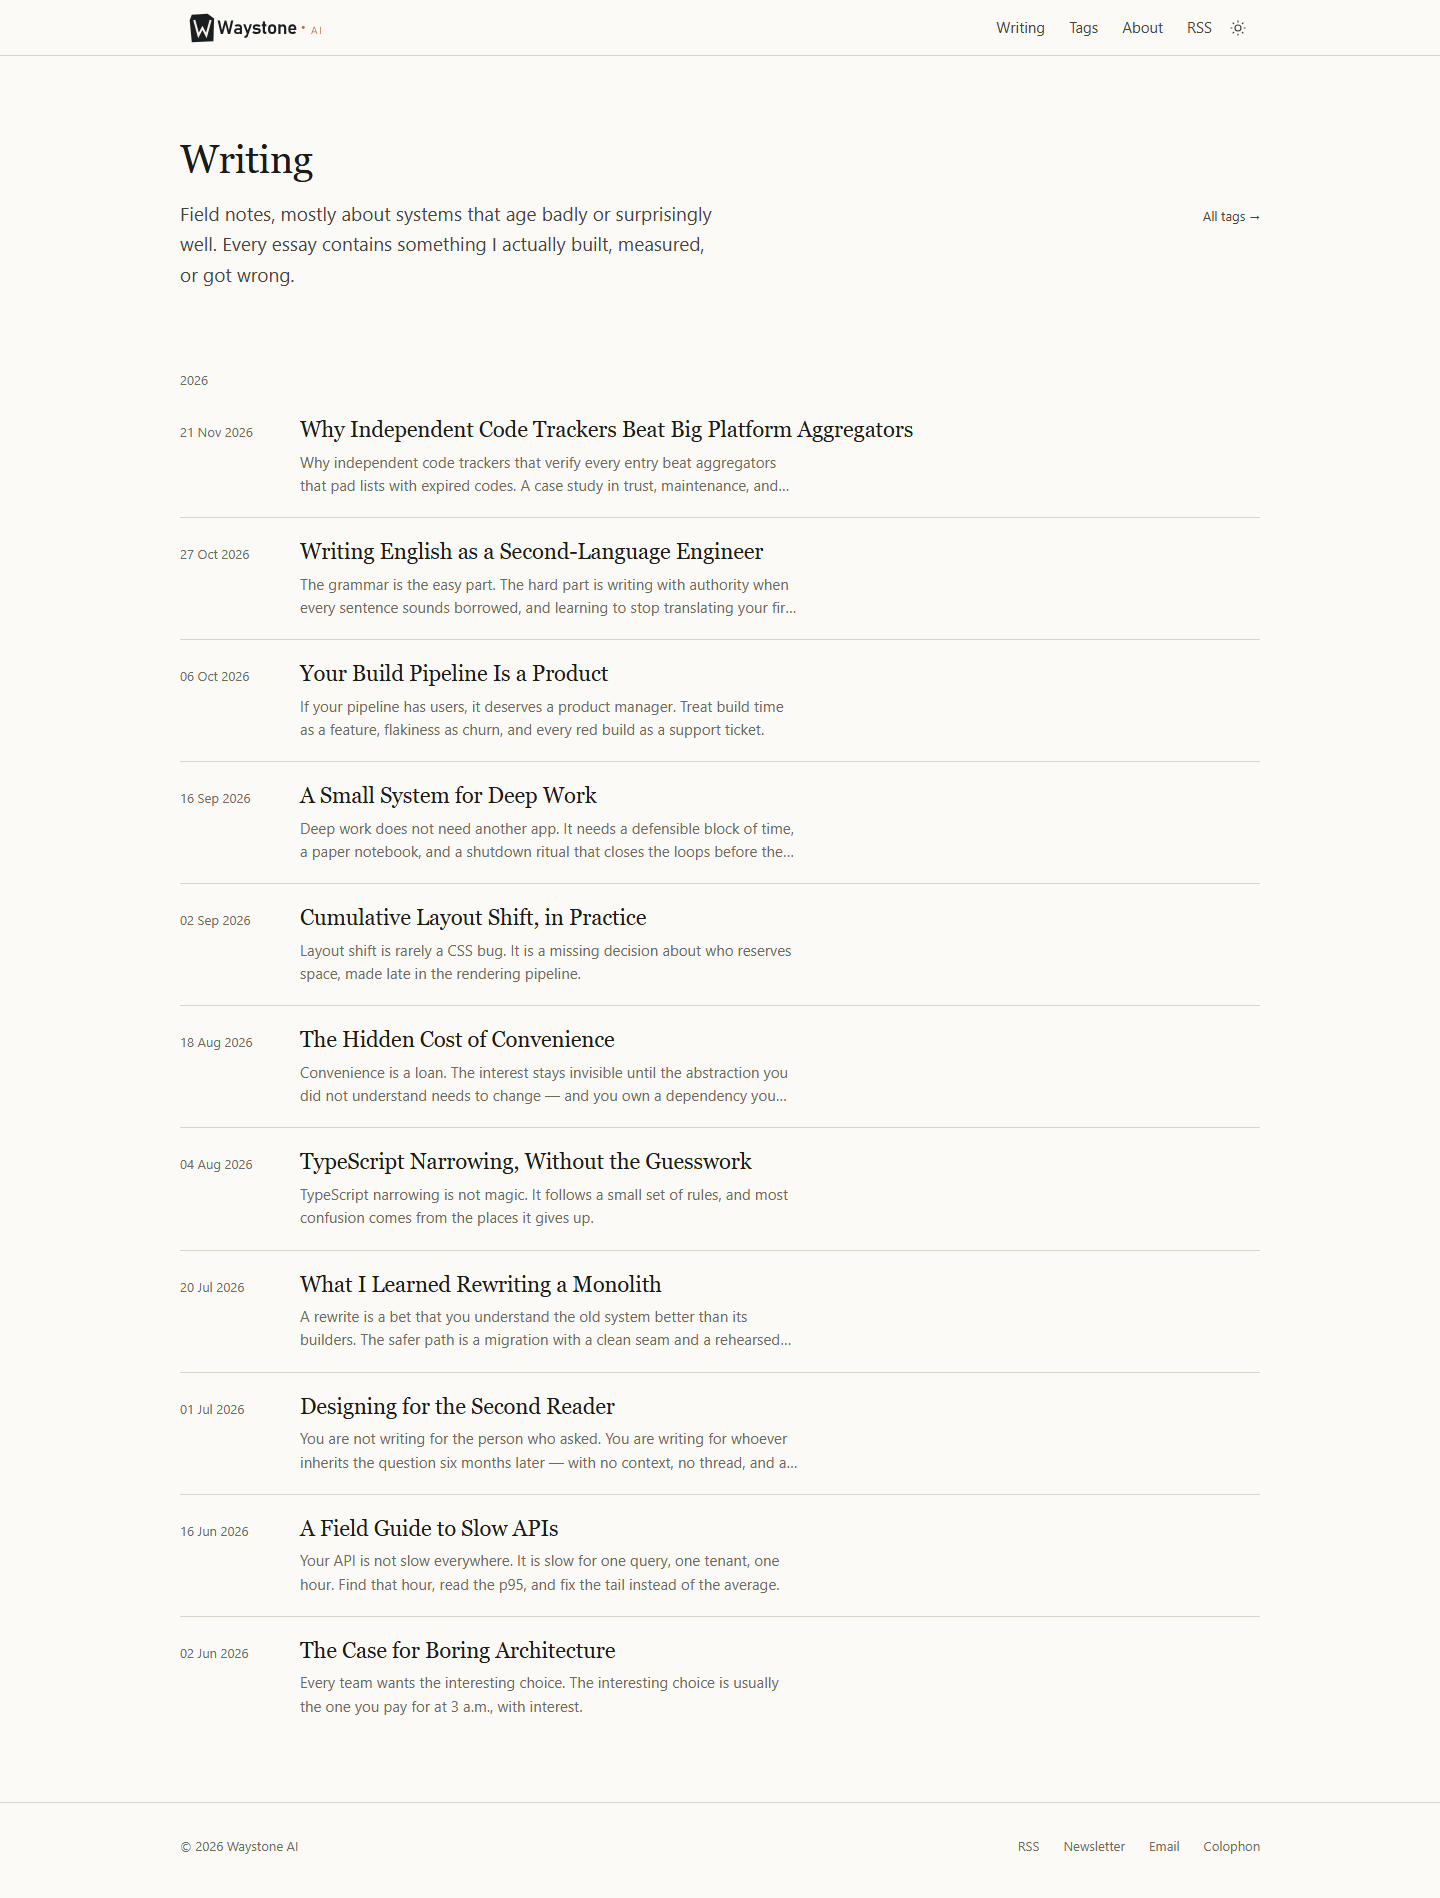 W Waystone • AI
Writing Tags About RSS
Writing
Field notes, mostly about systems that age badly or surprisingly
well. Every essay contains something I actually built, measured,
or got wrong.
All tags →
2026
21 Nov 2026
Why Independent Code Trackers Beat Big Platform Aggregators
Why independent code trackers that verify every entry beat aggregators
that pad lists with expired codes. A case study in trust, maintenance, and...
27 Oct 2026
Writing English as a Second-Language Engineer
The grammar is the easy part. The hard part is writing with authority when
every sentence sounds borrowed, and learning to stop translating your fir...
06 Oct 2026
Your Build Pipeline Is a Product
If your pipeline has users, it deserves a product manager. Treat build time
as a feature, flakiness as churn, and every red build as a support ticket.
16 Sep 2026
A Small System for Deep Work
Deep work does not need another app. It needs a defensible block of time,
a paper notebook, and a shutdown ritual that closes the loops before the...
02 Sep 2026
Cumulative Layout Shift, in Practice
Layout shift is rarely a CSS bug. It is a missing decision about who reserves
space, made late in the rendering pipeline.
18 Aug 2026
The Hidden Cost of Convenience
Convenience is a loan. The interest stays invisible until the abstraction you
did not understand needs to change — and you own a dependency you...
04 Aug 2026
TypeScript Narrowing, Without the Guesswork
TypeScript narrowing is not magic. It follows a small set of rules, and most
confusion comes from the places it gives up.
20 Jul 2026
What I Learned Rewriting a Monolith
A rewrite is a bet that you understand the old system better than its
builders. The safer path is a migration with a clean seam and a rehearsed...
01 Jul 2026
Designing for the Second Reader
You are not writing for the person who asked. You are writing for whoever
inherits the question six months later — with no context, no thread, and a...
16 Jun 2026
A Field Guide to Slow APIs
Your API is not slow everywhere. It is slow for one query, one tenant, one
hour. Find that hour, read the p95, and fix the tail instead of the average.
02 Jun 2026
The Case for Boring Architecture
Every team wants the interesting choice. The interesting choice is usually
the one you pay for at 3 a.m., with interest.
© 2026 Waystone AI
RSS Newsletter Email Colophon